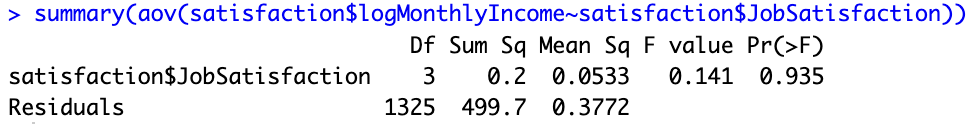 > summary(aov(satisfaction$logMonthlyIncome~satisfaction$JobSatisfaction))
Df Sum Sq Mean Sq F value Pr(>F)
satisfaction$JobSatisfaction 3 0.2 0.0533 0.141 0.935
Residuals 1325 499.7 0.3772